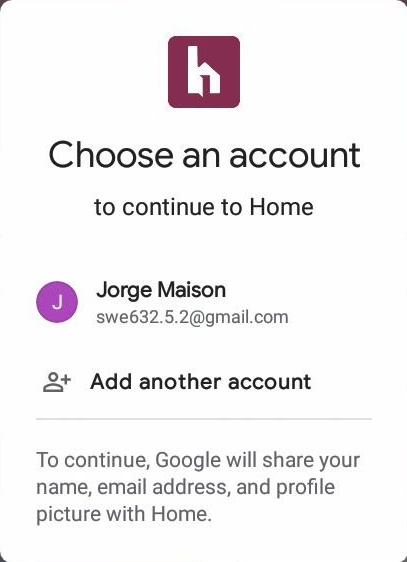 h
Choose an account
to continue to Home
J
Jorge Maison
swe632.5.2@gmail.com
Add another account
To continue, Google will share your
name, email address, and profile
picture with Home.